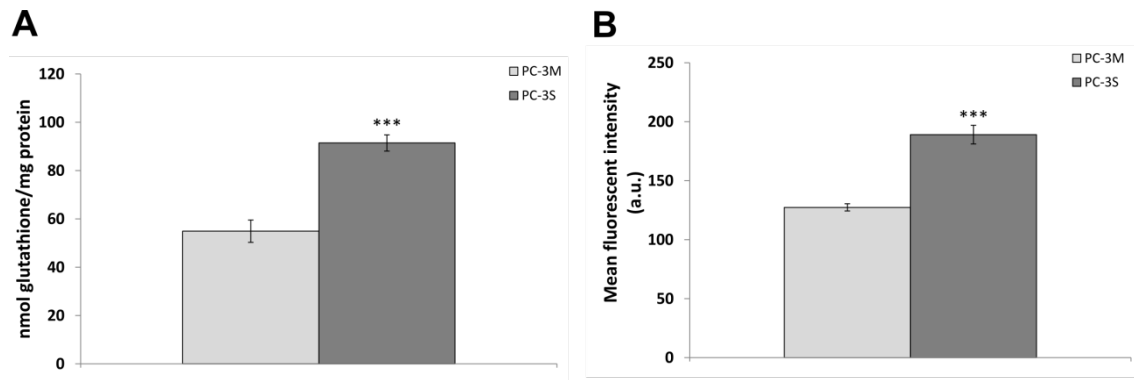 A
nmol glutathione/mg protein
120
100
80
60
40
20
0
***
PC-3M
PC-3S
B
Mean fluorescent intensity
(a.u.)
250
200
150
100
50
0
***
PC-3M
PC-3S